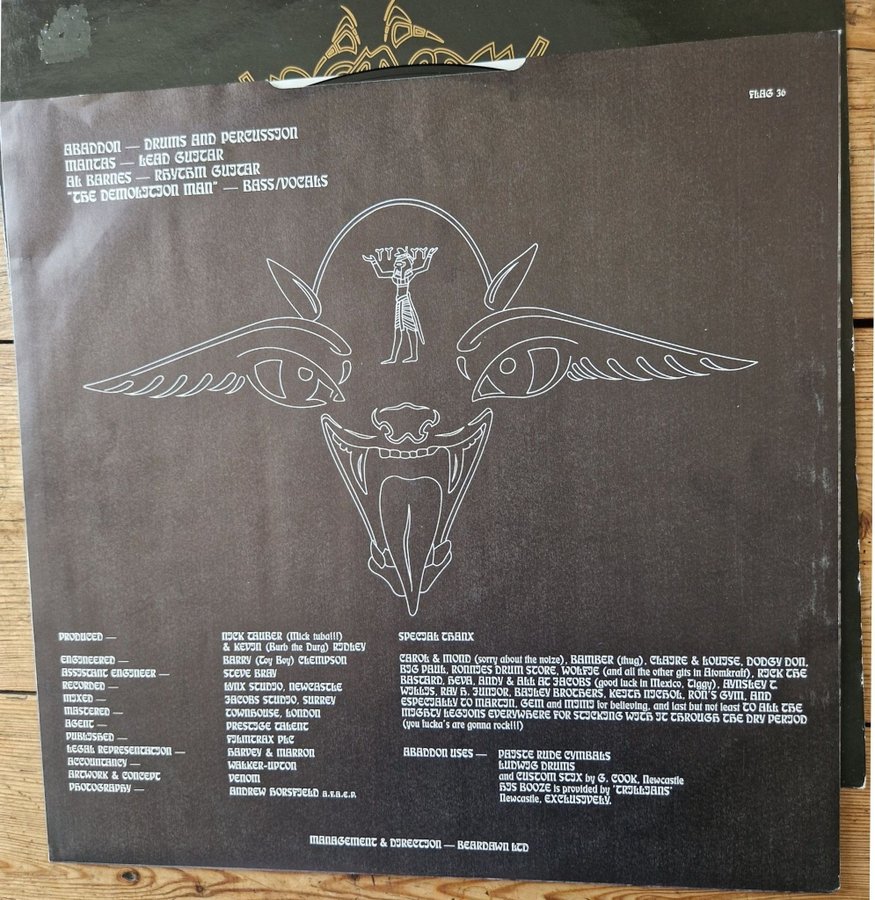 FLAG 36
ABADDON — DRUMS AND PERCUSSION
MANTAS — LEAD GUITAR
AL BARNES — RHYTHM GUITAR
"THE DEMOLITION MAN" — BASS/VOCALS
PRODUCED — NICK TAUBER (Mick tuba!!!)
& KEVIN (Burb the Durg) RIDLEY
ENGINEERED — BARRY (Toy Boy) CLEMPSON
ASSISTANT ENGINEER — STEVE BRAY
RECORDED — LYNX STUDIO, NEWCASTLE
MIXED — JACOBS STUDIO, SURREY
MASTERED — TOWNHOUSE, LONDON
AGENT — PRESTIGE TALENT
PUBLISHED — FILMTRAX PLC
LEGAL REPRESENTATION — HARVEY & MARRON
ACCOUNTANCY — WALKER-UPTON
ARTWORK & CONCEPT — VENOM
PHOTOGRAPHY — ANDREW HORSFIELD
SPECIAL THANX
CAROL & MOND (sorry about the noize), BAMBER (thug), CLAIRE & LOUISE, DODGY DON,
BIG PAUL, RONNIES DRUM STORE, WOLFIE (and all the other gits in Atomkraft), RICK THE
BASTARD, HEVA, ANDY & ALL AT JACOBS (good luck in Mexico, Tiggy), AYNSLEY T.
WILLIS, RAY H. JUNIOR, BAILEY BROTHERS, KEITH NICHOL, RON'S GYM, AND
ESPECIALLY TO MARTIN, GEM and MIMI for believing, and last but not least TO ALL THE
MIGHTY LEGIONS EVERYWHERE FOR STICKING WITH IT THROUGH THE DRY PERIOD
(you fucka's are gonna rock!!!)
ABADDON USES — PAISTE RUDE CYMBALS
LUDWIG DRUMS
and CUSTOM STIX by G. COOK, Newcastle
HIS BOOZE is provided by 'TRILLIANS'
Newcastle, EXCLUSIVELY.
MANAGEMENT & DIRECTION — BEARDAWN LTD